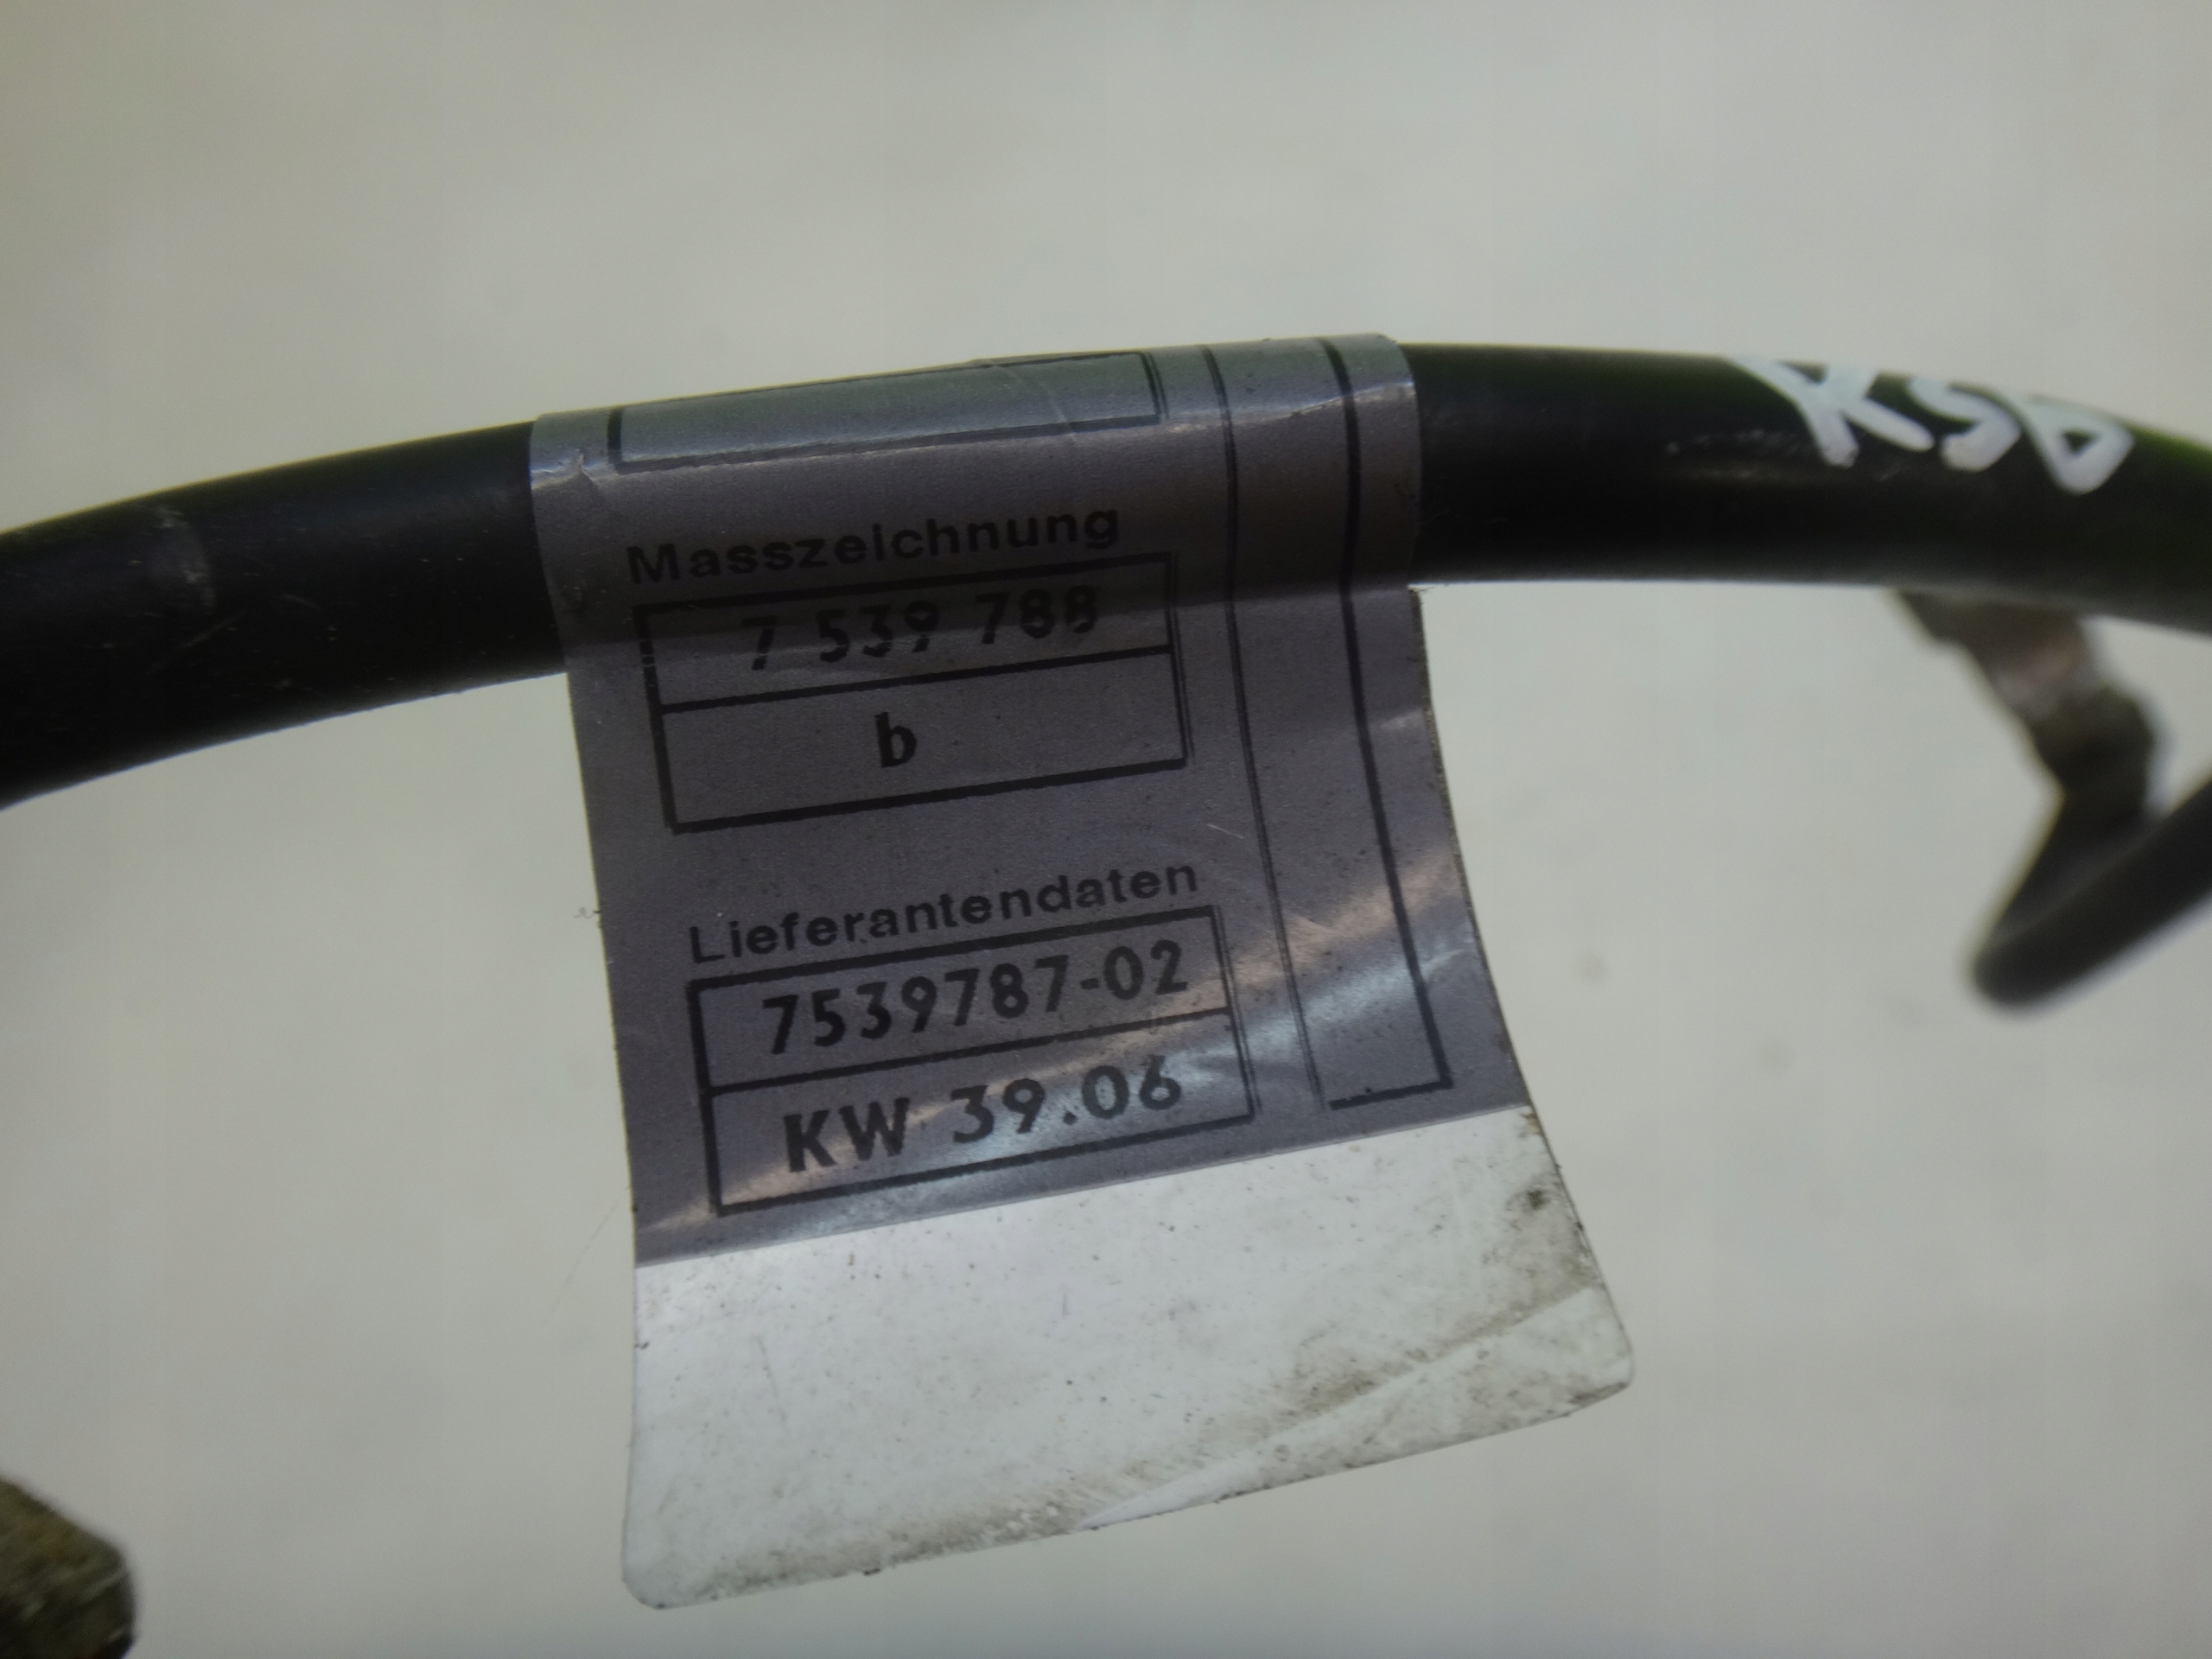 Masszeichnung
7 539 788
b
Lieferantendaten
7539787-02
KW 39.06